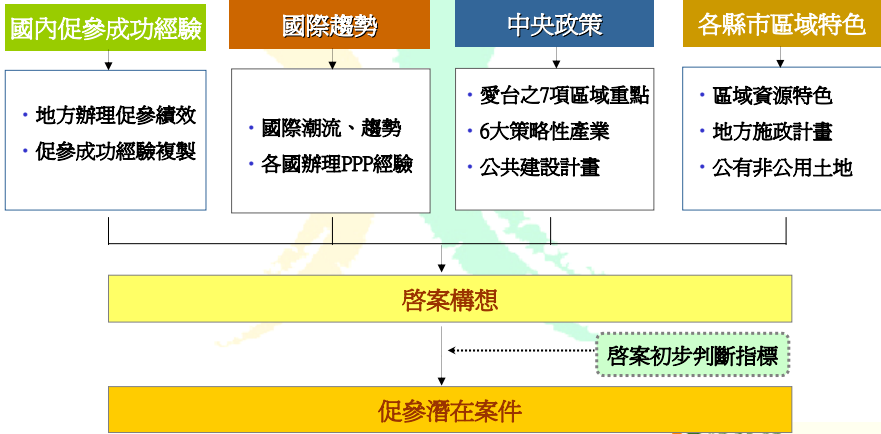 國內促參成功經驗
國際趨勢
中央政策
各縣市區域特色
・地方辦理促參績效
・促參成功經驗複製
・國際潮流、趨勢
・各國辦理PPP經驗
・愛台之7項區域重點
・6大策略性產業
・公共建設計畫
・區域資源特色
・地方施政計畫
・公有非公用土地
啓案構想
啓案初步判斷指標
促參潛在案件